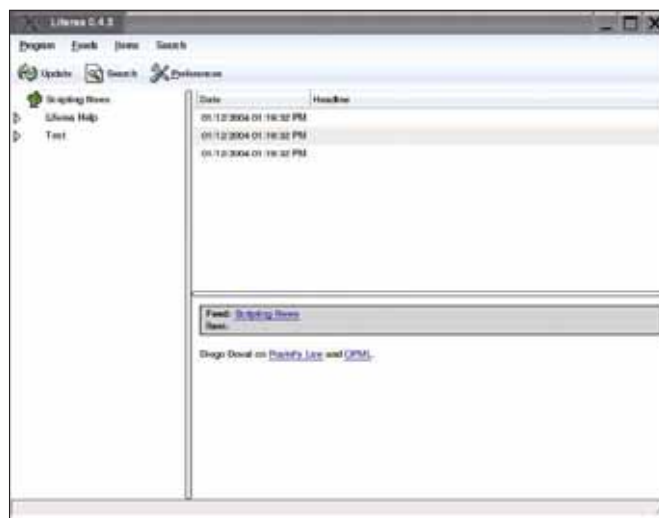 Liferea 0.4.3
Program Feeds Items Search
Update Search Preferences
Scripting News
Liferea Help
Test
Date Headline
01/12/2004 01:16:32 PM
01/12/2004 01:16:32 PM
01/12/2004 01:16:32 PM
Feed: Scripting News
Item:
Diego Doval on Postel's Law and OPML.